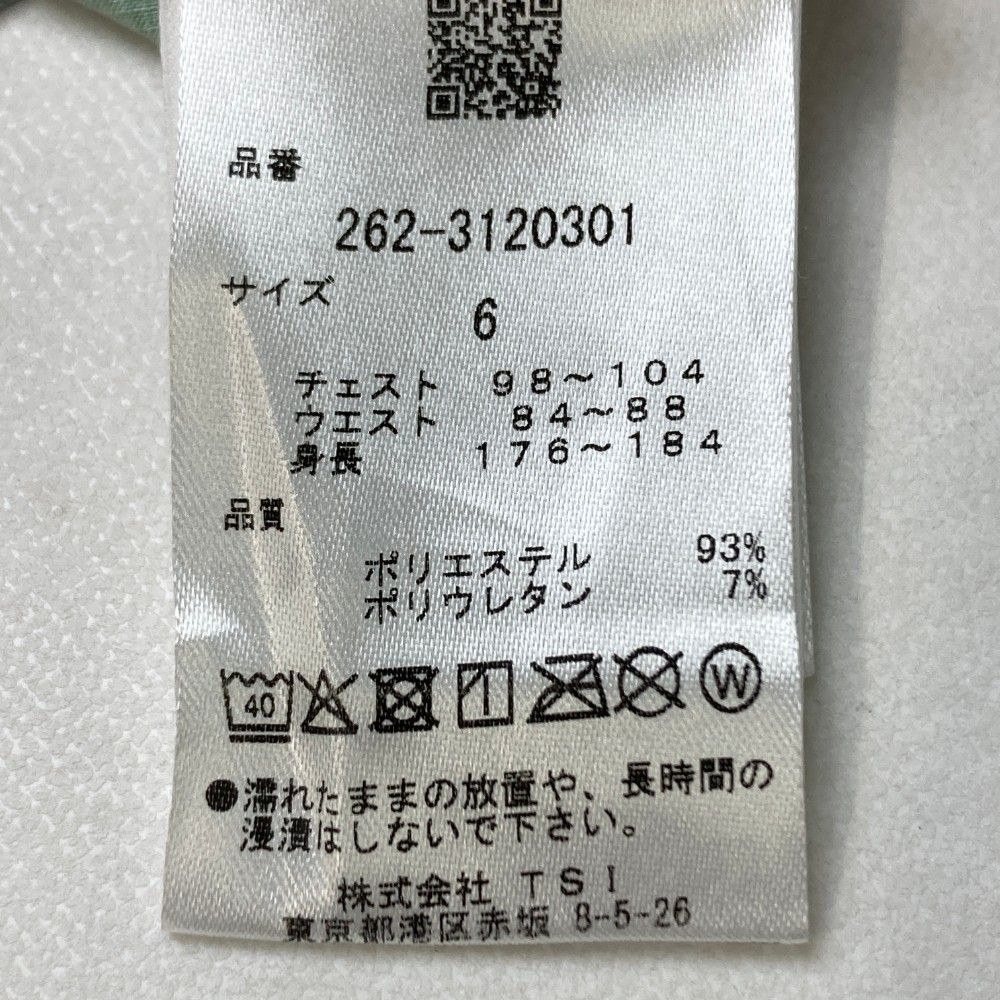 品番
262-3120301
サイズ
6
チェスト 98～104
ウエスト 84～88
身長 176～184
品質
ポリエステル 93%
ポリウレタン 7%
40 W
●濡れたままの放置や、長時間の
浸漬はしないで下さい。
株式会社 TSI
東京都港区赤坂 8-5-26